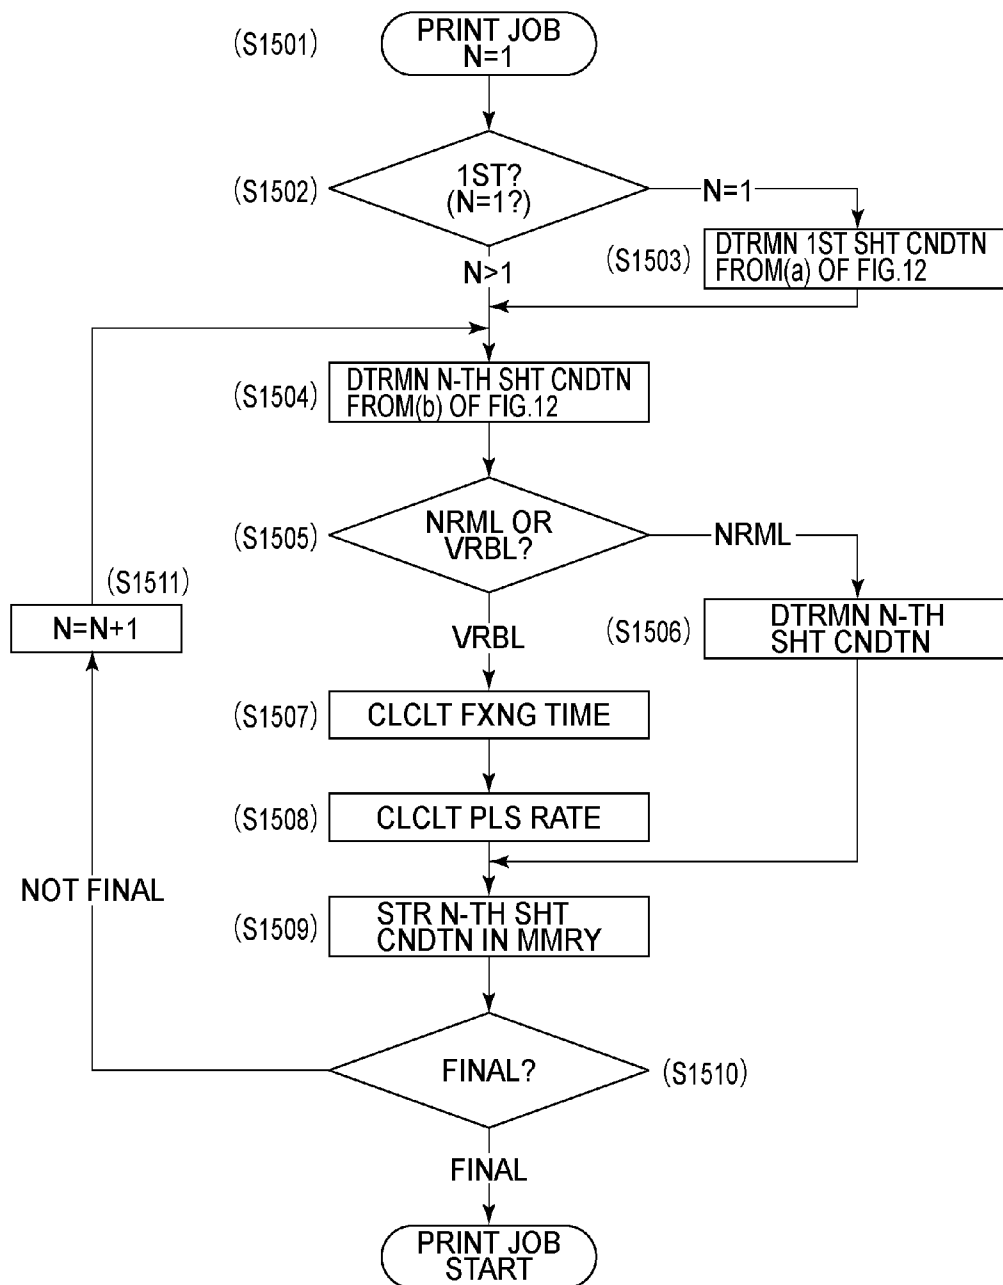 (S1501)
PRINT JOB
N=1
(S1502)
1ST?
(N=1?)
N=1
(S1503)
DTRMN 1ST SHT CNDTN
FROM(a) OF FIG.12
N>1
(S1504)
DTRMN N-TH SHT CNDTN
FROM(b) OF FIG.12
(S1505)
NRML OR
VRBL?
NRML
(S1511)
N=N+1
VRBL
(S1506)
DTRMN N-TH
SHT CNDTN
(S1507)
CLCLT FXNG TIME
(S1508)
CLCLT PLS RATE
NOT FINAL
(S1509)
STR N-TH SHT
CNDTN IN MMRY
FINAL?
(S1510)
FINAL
PRINT JOB
START